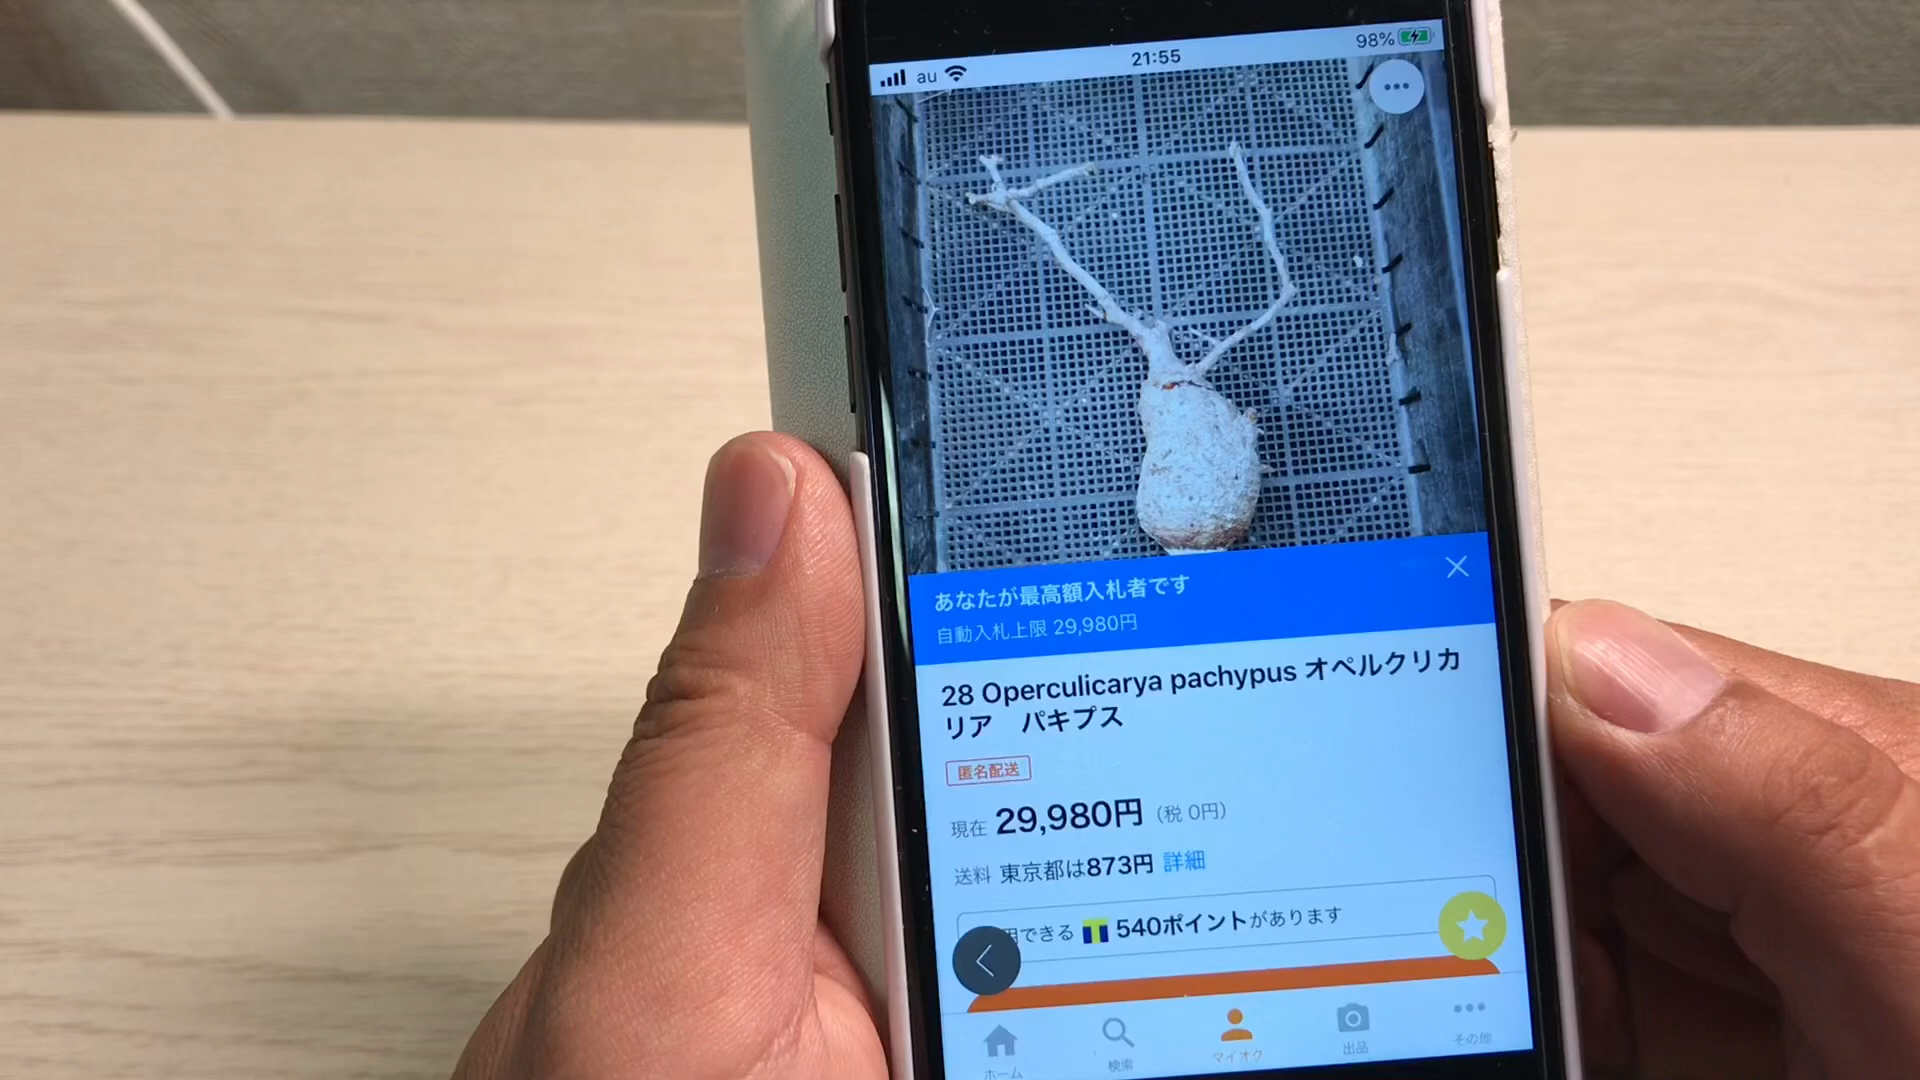 au 21:55 98%
あなたが最高額入札者です
自動入札上限 29,980円
28 Operculicarya pachypus オペルクリカ
リア パキプス
匿名配送
現在 29,980円 (税 0円)
送料 東京都は873円 詳細
用できる T 540ポイントがあります
ホーム 検索 マイオク 出品 その他